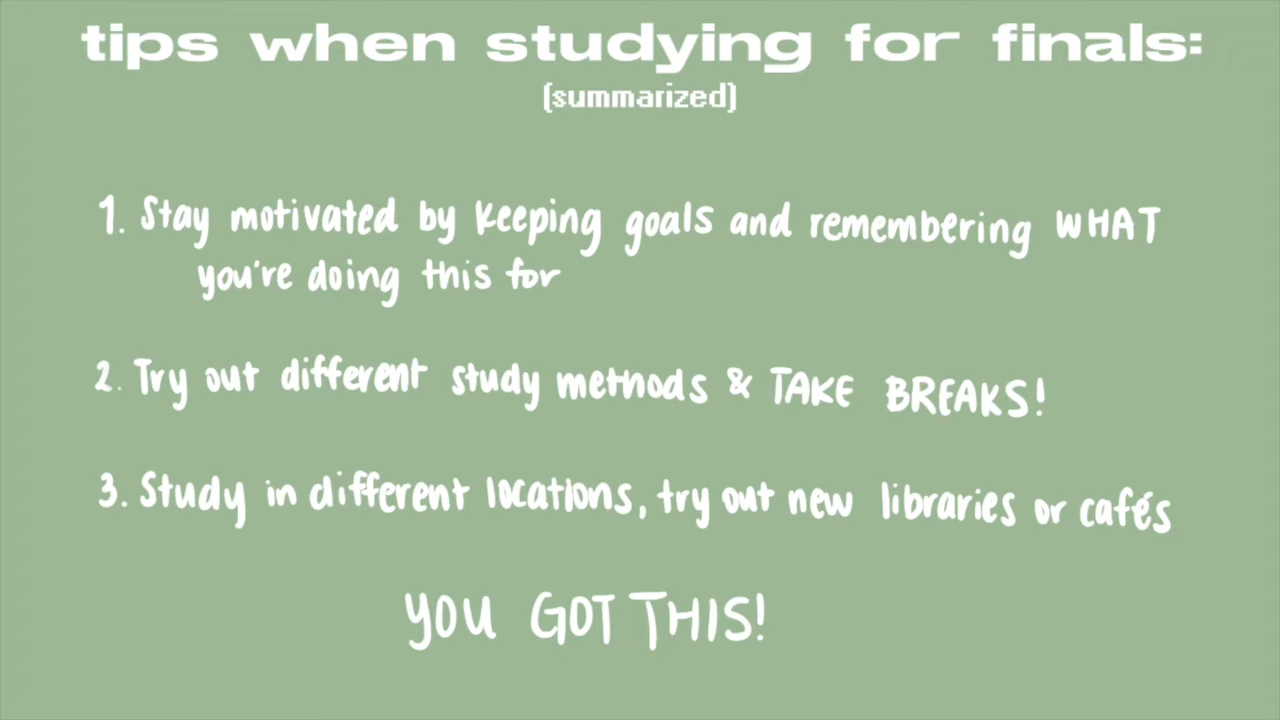 tips when studying for finals:
(summarized)
1. Stay motivated by keeping goals and remembering WHAT
you're doing this for
2. Try out different study methods & TAKE BREAKS!
3. Study in different locations, try out new libraries or cafés
YOU GOT THIS!